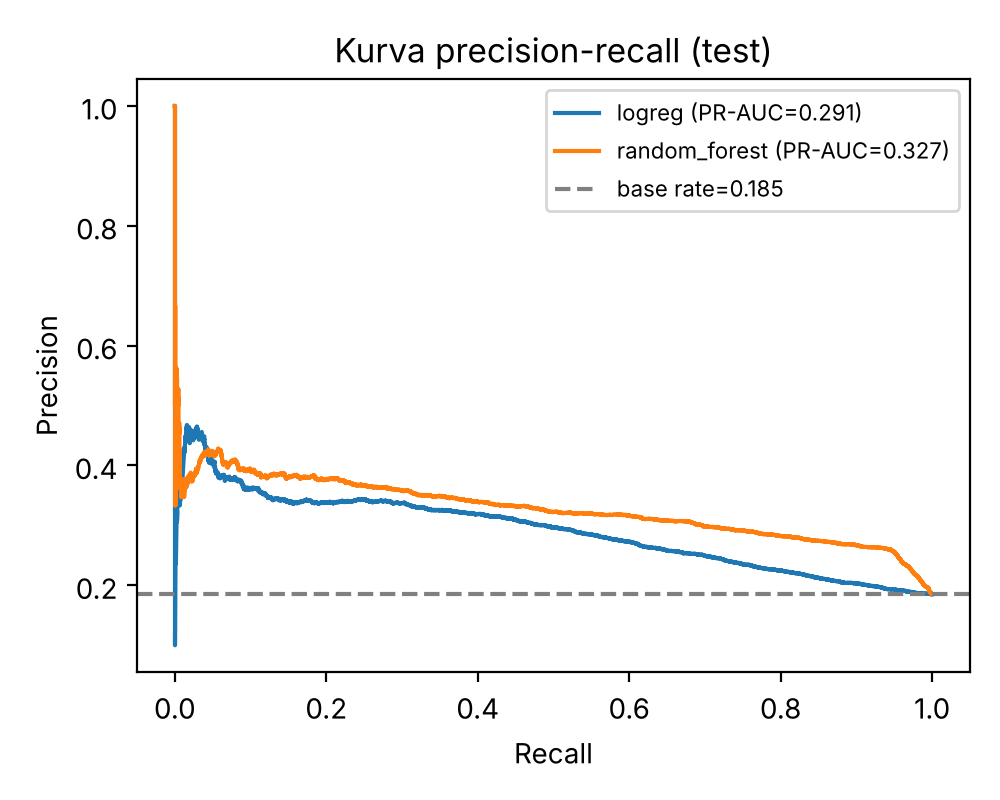 Kurva precision-recall (test)
logreg (PR-AUC=0.291)
random_forest (PR-AUC=0.327)
base rate=0.185
Precision
1.0
0.8
0.6
0.4
0.2
0.0 0.2 0.4 0.6 0.8 1.0
Recall